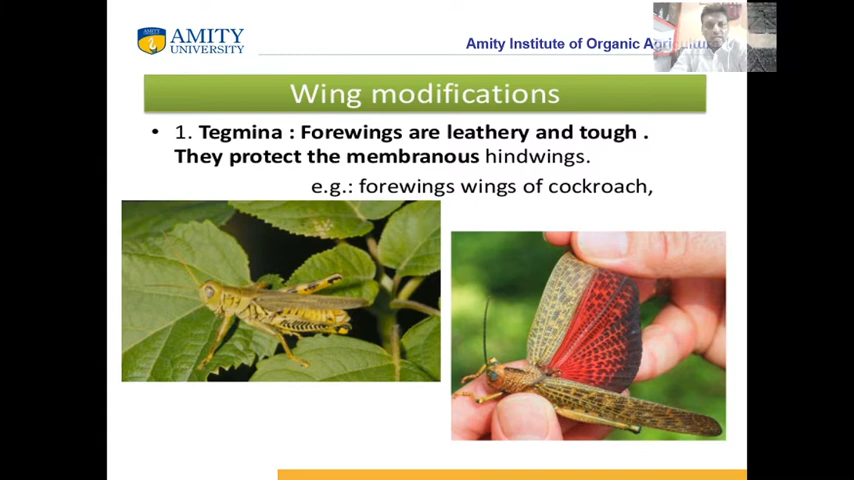 AMITY
UNIVERSITY
Amity Institute of Organic Agriculture
Wing modifications
• 1. Tegmina : Forewings are leathery and tough .
They protect the membranous hindwings.
e.g.: forewings wings of cockroach,